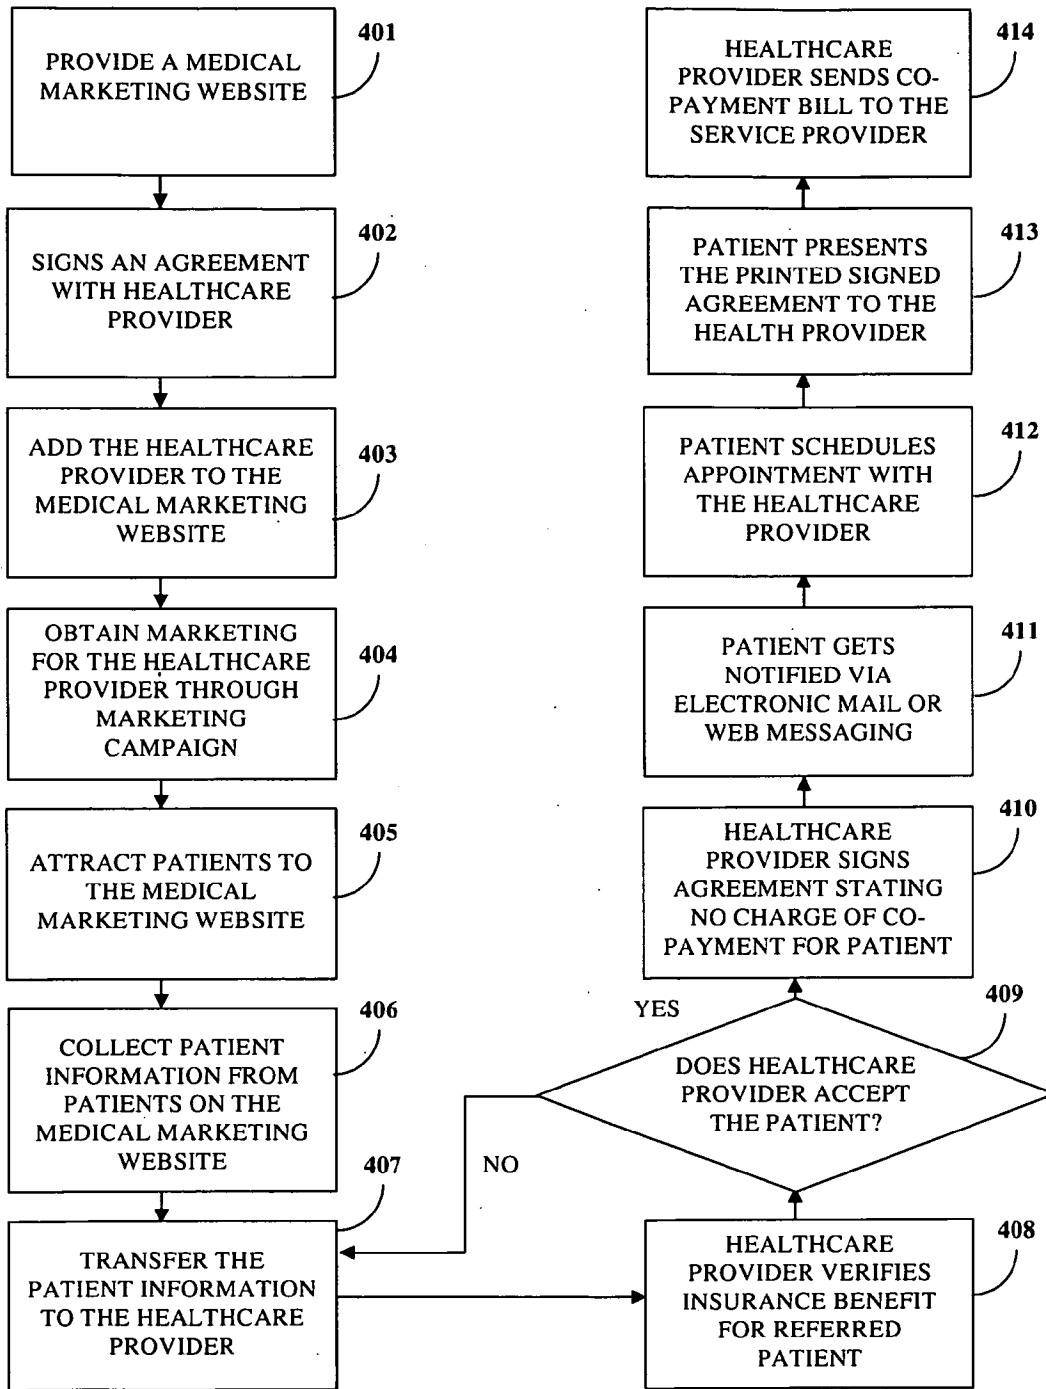 PROVIDE A MEDICAL
MARKETING WEBSITE
401
SIGNS AN AGREEMENT
WITH HEALTHCARE
PROVIDER
402
ADD THE HEALTHCARE
PROVIDER TO THE
MEDICAL MARKETING
WEBSITE
403
OBTAIN MARKETING
FOR THE HEALTHCARE
PROVIDER THROUGH
MARKETING
CAMPAIGN
404
ATTRACT PATIENTS TO
THE MEDICAL
MARKETING WEBSITE
405
COLLECT PATIENT
INFORMATION FROM
PATIENTS ON THE
MEDICAL MARKETING
WEBSITE
406
TRANSFER THE
PATIENT INFORMATION
TO THE HEALTHCARE
PROVIDER
407
HEALTHCARE
PROVIDER VERIFIES
INSURANCE BENEFIT
FOR REFERRED
PATIENT
408
DOES HEALTHCARE
PROVIDER ACCEPT
THE PATIENT?
409
NO
YES
HEALTHCARE
PROVIDER SIGNS
AGREEMENT STATING
NO CHARGE OF CO-
PAYMENT FOR PATIENT
410
PATIENT GETS
NOTIFIED VIA
ELECTRONIC MAIL OR
WEB MESSAGING
411
PATIENT SCHEDULES
APPOINTMENT WITH
THE HEALTHCARE
PROVIDER
412
PATIENT PRESENTS
THE PRINTED SIGNED
AGREEMENT TO THE
HEALTH PROVIDER
413
HEALTHCARE
PROVIDER SENDS CO-
PAYMENT BILL TO THE
SERVICE PROVIDER
414